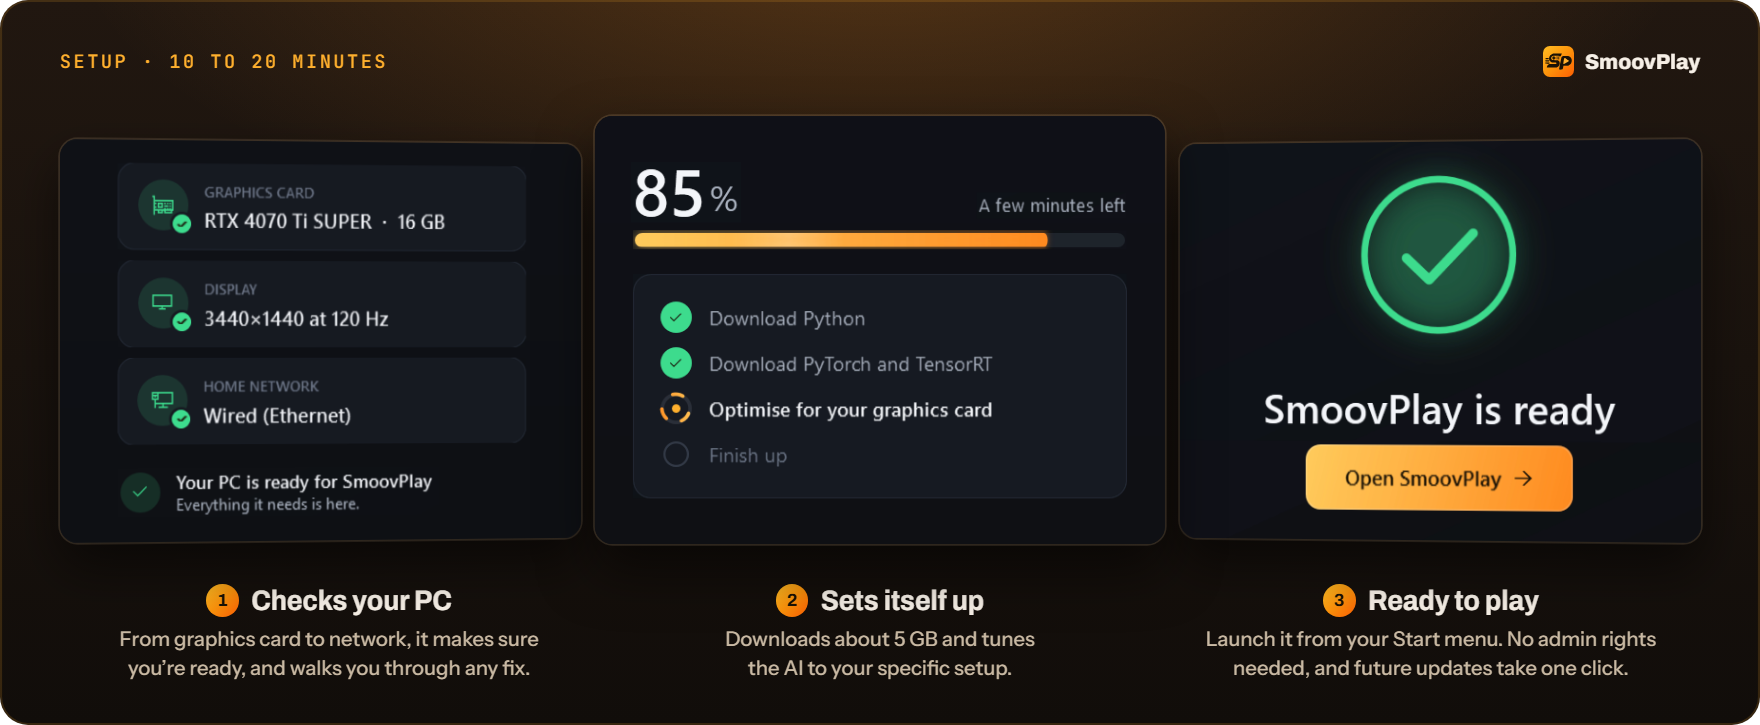 SETUP · 10 TO 20 MINUTES
SP SmoovPlay
GRAPHICS CARD
RTX 4070 Ti SUPER · 16 GB
DISPLAY
3440×1440 at 120 Hz
HOME NETWORK
Wired (Ethernet)
Your PC is ready for SmoovPlay
Everything it needs is here.
85%
A few minutes left
Download Python
Download PyTorch and TensorRT
Optimise for your graphics card
Finish up
SmoovPlay is ready
Open SmoovPlay →
1 Checks your PC
From graphics card to network, it makes sure
you’re ready, and walks you through any fix.
2 Sets itself up
Downloads about 5 GB and tunes
the AI to your specific setup.
3 Ready to play
Launch it from your Start menu. No admin rights
needed, and future updates take one click.